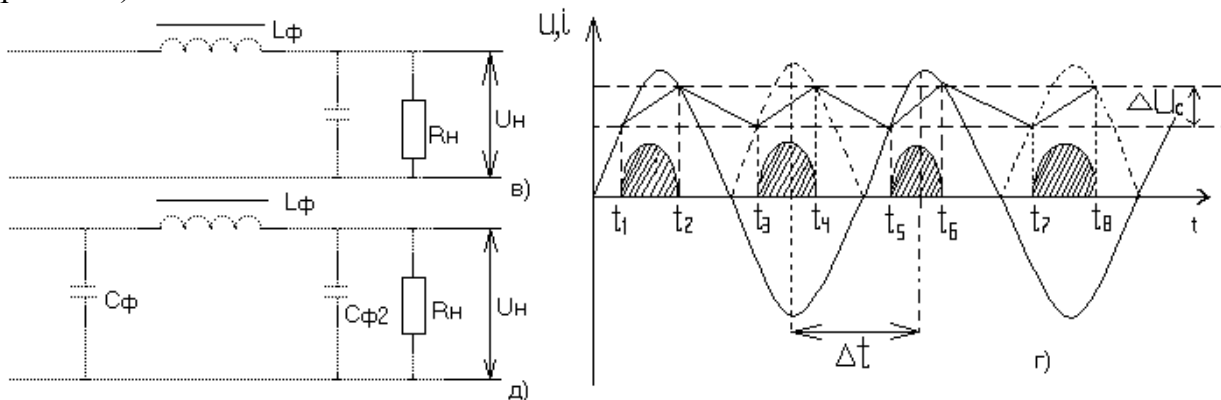 Lф
Rн
Uн
в)
Lф
Cф
Cф2
Rн
Uн
д)
U,i
ΔUc
t1 t2 t3 t4 t5 t6 t7 t8 t
Δt
г)